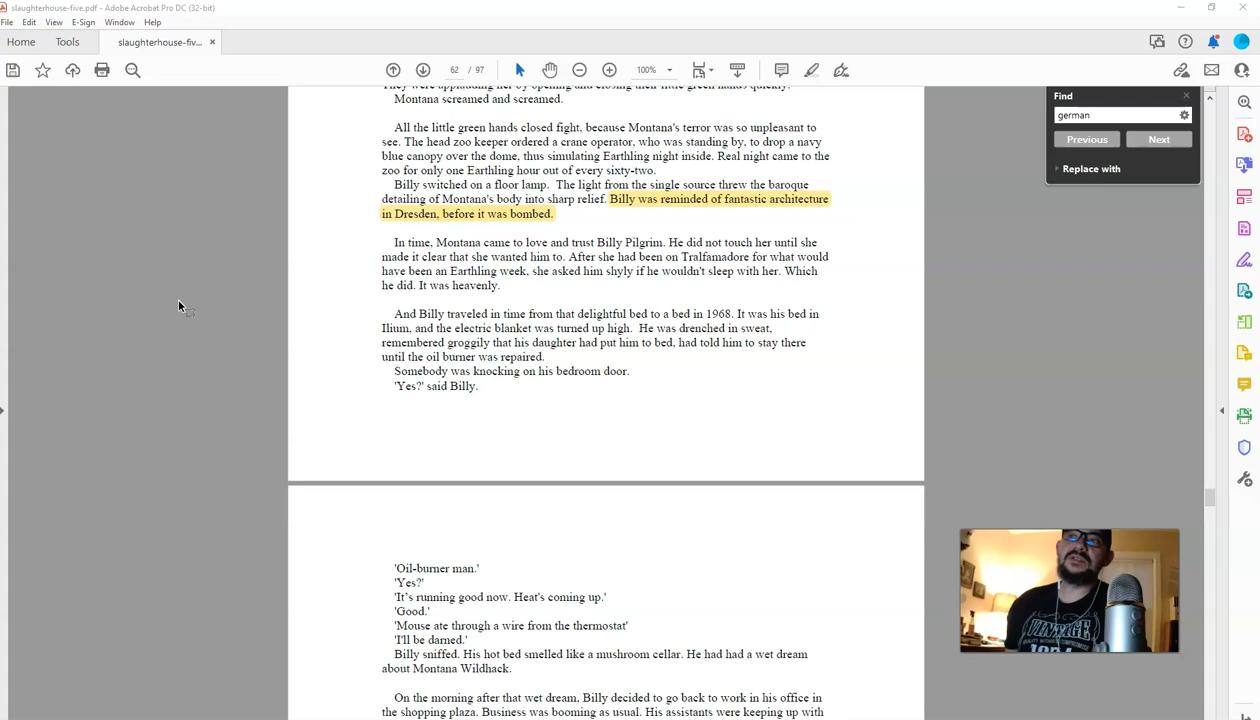 slaughterhouse-five.pdf - Adobe Acrobat Pro DC (32-bit)
File Edit View E-Sign Window Help
Home Tools slaughterhouse-fiv... ×
62 / 97 100%
Find
german
Previous Next
Replace with
They were applauding her by opening and closing their little green hands quickly.
Montana screamed and screamed.
All the little green hands closed fight, because Montana's terror was so unpleasant to
see. The head zoo keeper ordered a crane operator, who was standing by, to drop a navy
blue canopy over the dome, thus simulating Earthling night inside. Real night came to the
zoo for only one Earthling hour out of every sixty-two.
Billy switched on a floor lamp. The light from the single source threw the baroque
detailing of Montana's body into sharp relief. Billy was reminded of fantastic architecture
in Dresden, before it was bombed.
In time, Montana came to love and trust Billy Pilgrim. He did not touch her until she
made it clear that she wanted him to. After she had been on Tralfamadore for what would
have been an Earthling week, she asked him shyly if he wouldn't sleep with her. Which
he did. It was heavenly.
And Billy traveled in time from that delightful bed to a bed in 1968. It was his bed in
Ilium, and the electric blanket was turned up high. He was drenched in sweat,
remembered groggily that his daughter had put him to bed, had told him to stay there
until the oil burner was repaired.
Somebody was knocking on his bedroom door.
'Yes?' said Billy.
'Oil-burner man.'
'Yes?'
'It's running good now. Heat's coming up.'
'Good.'
'Mouse ate through a wire from the thermostat'
'I'll be darned.'
Billy sniffed. His hot bed smelled like a mushroom cellar. He had had a wet dream
about Montana Wildhack.
On the morning after that wet dream, Billy decided to go back to work in his office in
the shopping plaza. Business was booming as usual. His assistants were keeping up with
VINTAGE